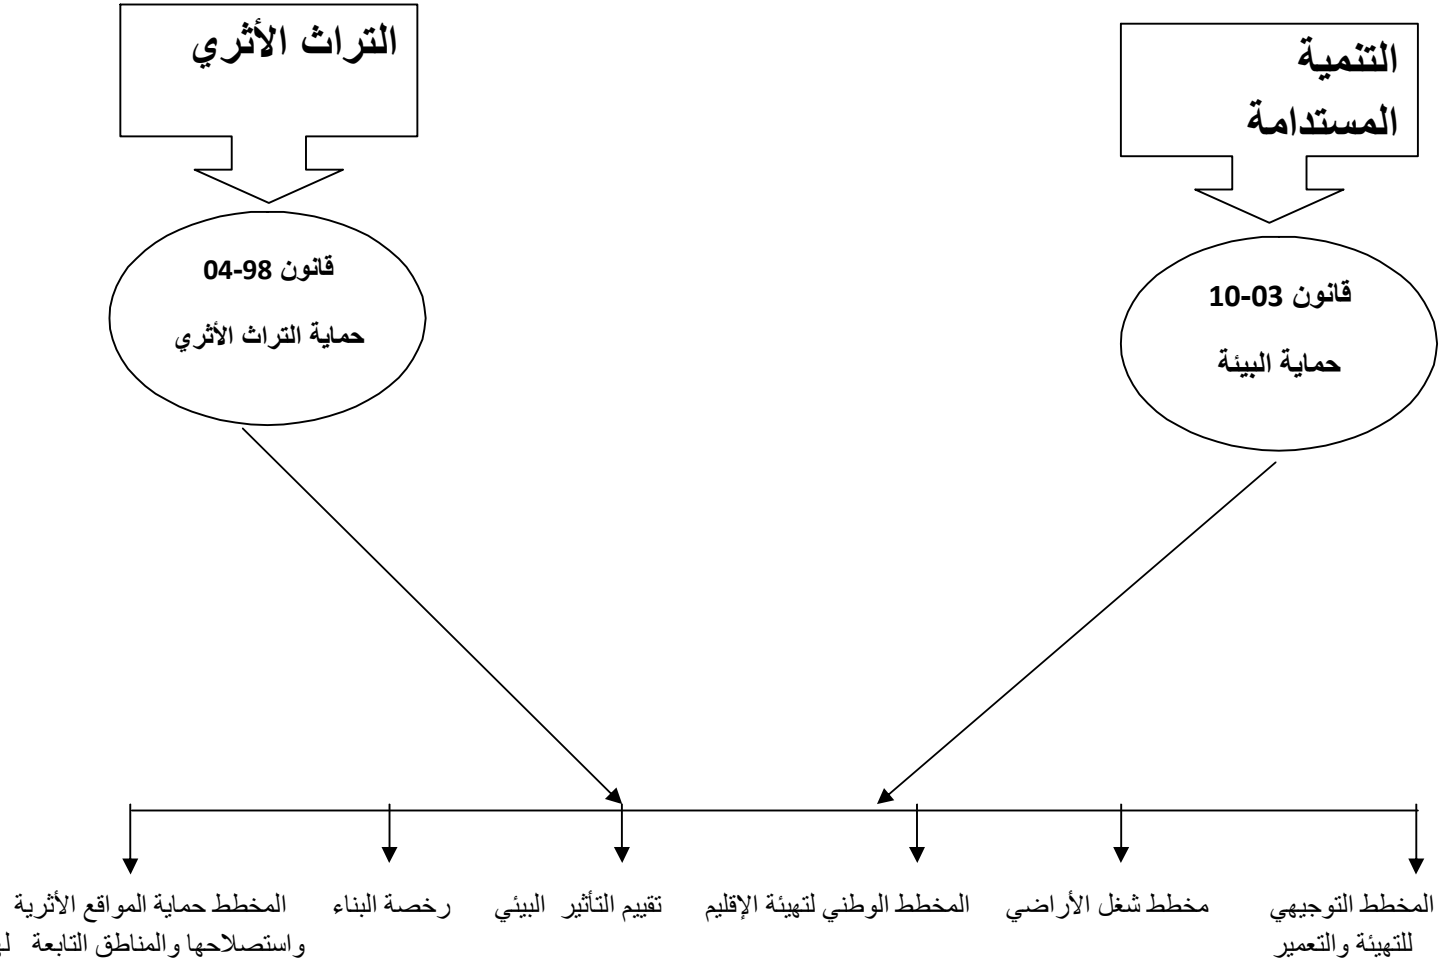 التنمية
المستدامة
قانون 03-10
حماية البيئة
التراث الأثري
قانون 98-04
حماية التراث الأثري
المخطط التوجيهي
للتهيئة والتعمير
مخطط شغل الأراضي
المخطط الوطني لتهيئة الإقليم
تقييم التأثير البيئي
رخصة البناء
المخطط حماية المواقع الأثرية
واستصلاحها والمناطق التابعة